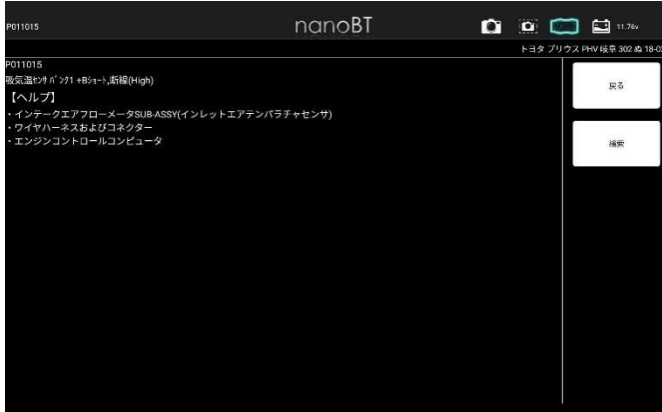 P011015
nanoBT
11.76v
トヨタ プリウス PHV 岐阜 302 ぬ 18-0
P011015
吸気温ｾﾝｻ ﾊﾞﾝｸ1 +Bｼｮｰﾄ,断線(High)
【ヘルプ】
・インテークエアフローメータSUB-ASSY(インレットエアテンパラチャセンサ)
・ワイヤハーネスおよびコネクター
・エンジンコントロールコンピュータ
戻る
検索